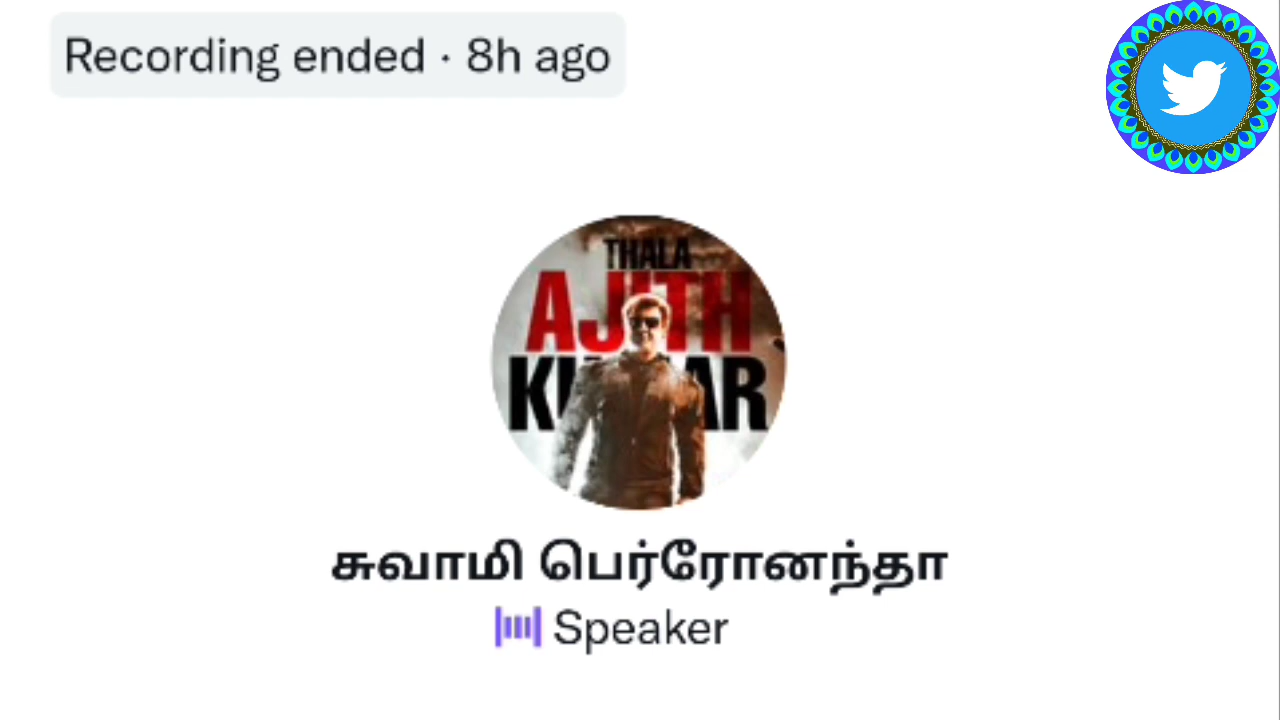 Recording ended · 8h ago
THALA
AJITH
சுவாமி பெர்ரோனந்தா
Speaker